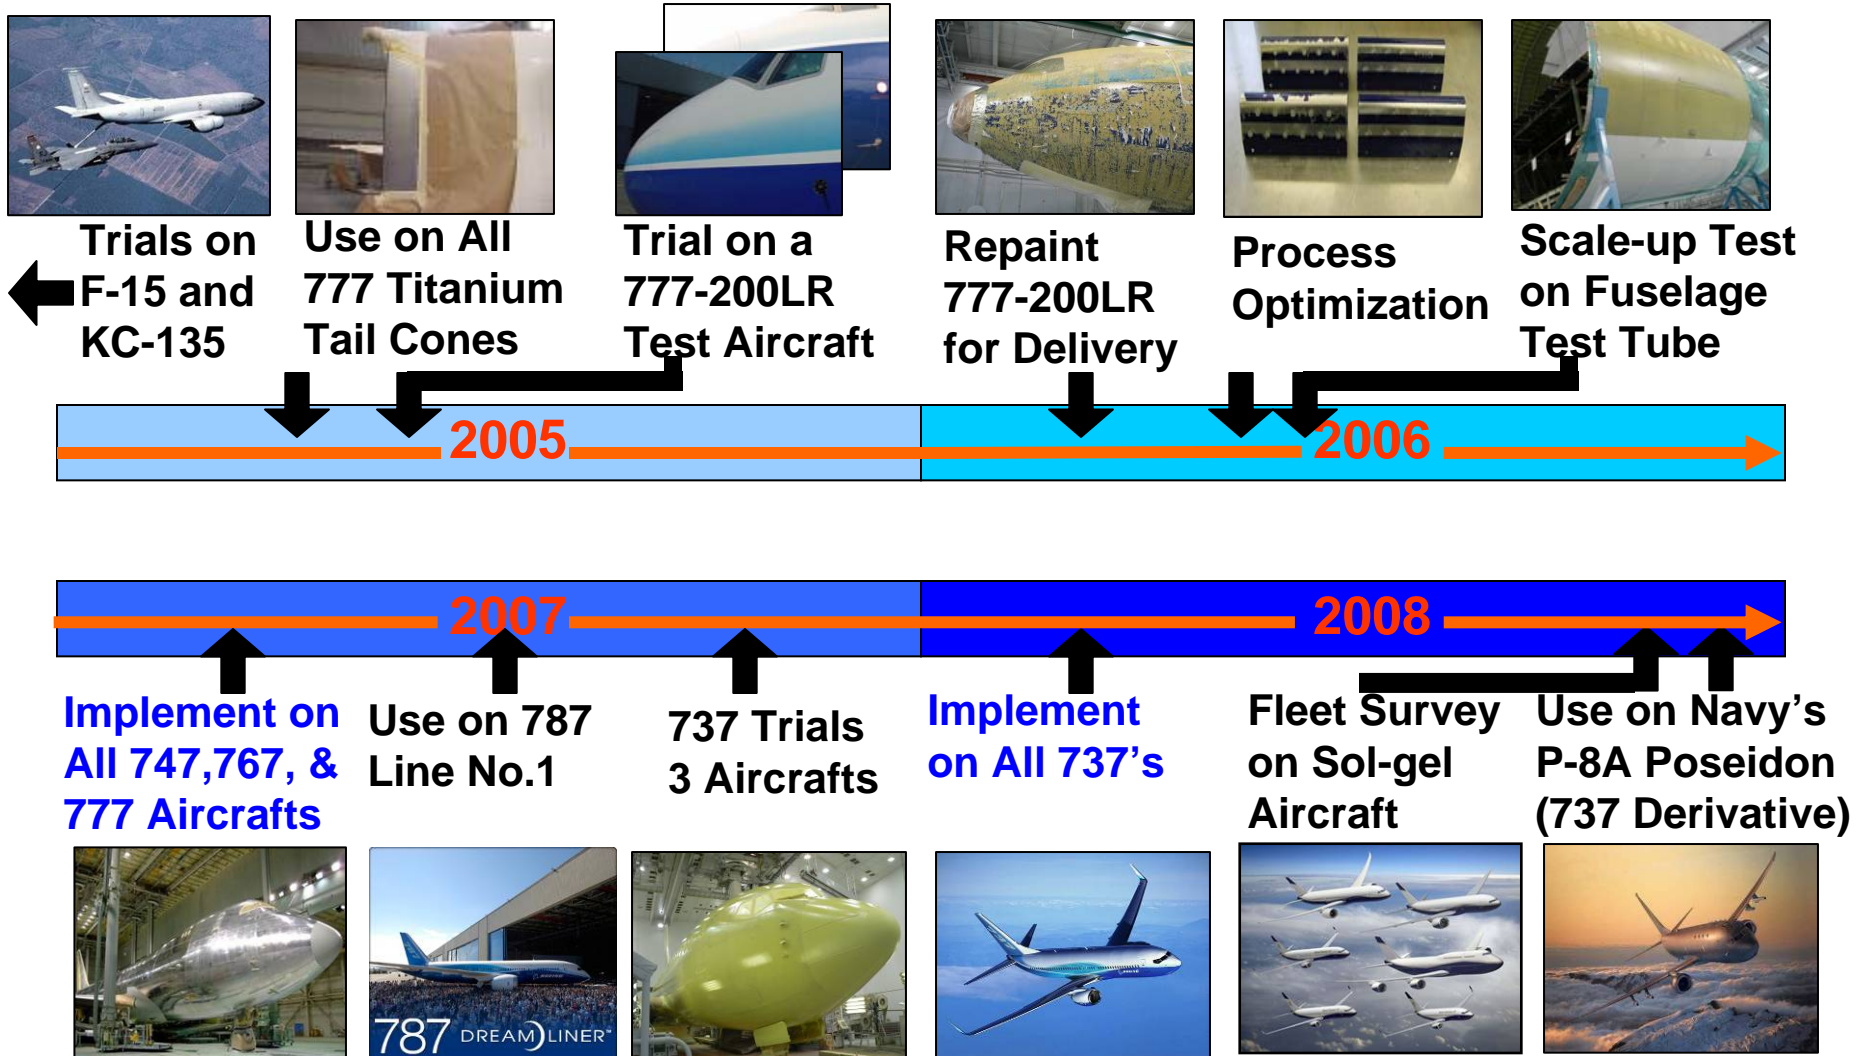 Trials on
F-15 and
KC-135
Use on All
777 Titanium
Tail Cones
Trial on a
777-200LR
Test Aircraft
Repaint
777-200LR
for Delivery
Process
Optimization
Scale-up Test
on Fuselage
Test Tube
2005
2006
2007
2008
Implement on
All 747,767, &
777 Aircrafts
Use on 787
Line No.1
737 Trials
3 Aircrafts
Implement
on All 737's
Fleet Survey
on Sol-gel
Aircraft
Use on Navy's
P-8A Poseidon
(737 Derivative)
787 DREAMLINER™